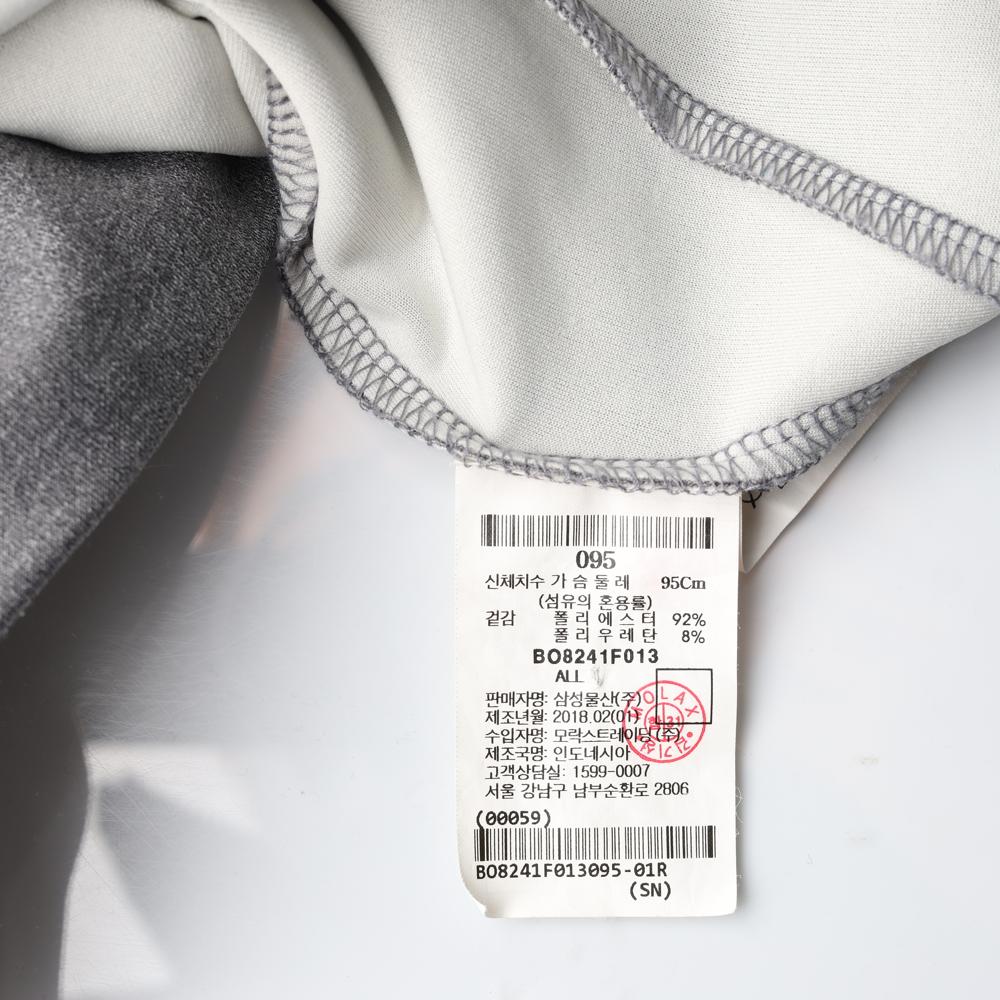 095
신체치수 가슴둘레 95Cm
(섬유의 혼용률)
겉감 폴리에스터 92%
폴리우레탄 8%
BO8241F013
ALL
판매자명: 삼성물산(주)
제조년월: 2018.02(01)
수입자명: 모락스트레이딩(주)
제조국명: 인도네시아
고객상담실: 1599-0007
서울 강남구 남부순환로 2806
(00059)
BO8241F013095-01R
(SN)
MOLAX